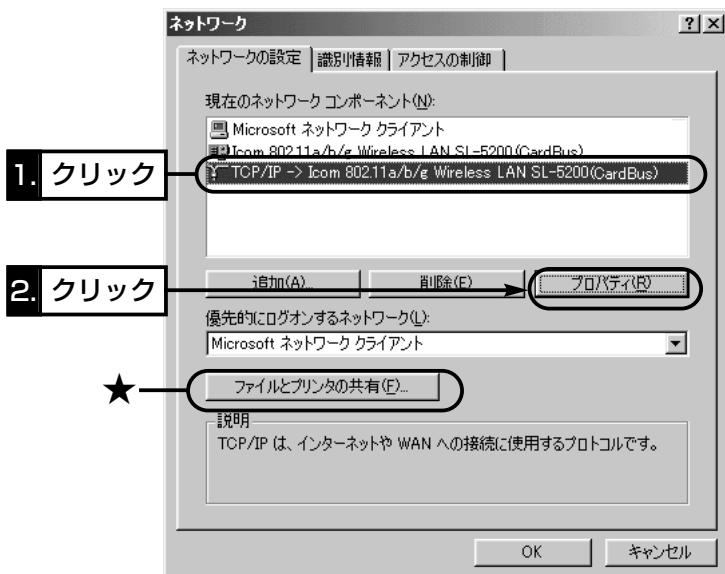 ネットワーク
ネットワークの設定 識別情報 アクセスの制御
現在のネットワーク コンポーネント(N):
Microsoft ネットワーク クライアント
Icom 802.11a/b/g Wireless LAN SL-5200(CardBus)
1. クリック
TCP/IP -> Icom 802.11a/b/g Wireless LAN SL-5200(CardBus)
2. クリック
追加(A)... 削除(E) プロパティ(R)
優先的にログオンするネットワーク(L):
Microsoft ネットワーク クライアント
★
ファイルとプリンタの共有(F)...
説明
TCP/IP は、インターネットや WAN への接続に使用するプロトコルです。
OK キャンセル